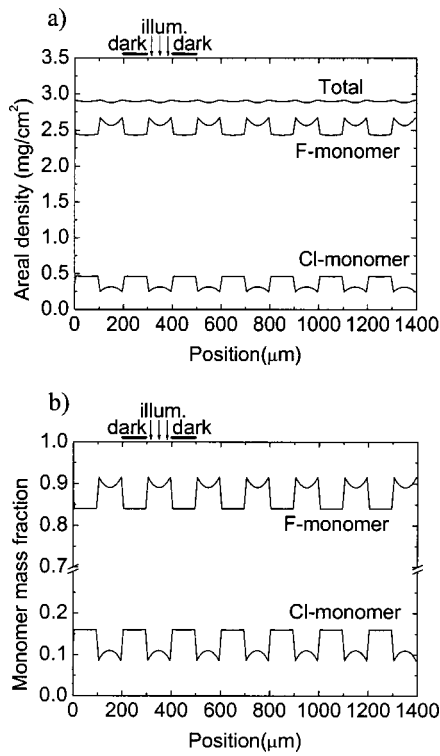 a)
illum.
dark dark
3.5
3.0
2.5
2.0
1.5
1.0
0.5
0.0
Areal density (mg/cm²)
Total
F-monomer
Cl-monomer
0 200 400 600 800 1000 1200 1400
Position(μm)
b)
illum.
dark dark
1.0
0.9
0.8
0.7
0.2
0.1
0.0
Monomer mass fraction
F-monomer
Cl-monomer
0 200 400 600 800 1000 1200 1400
Position(μm)